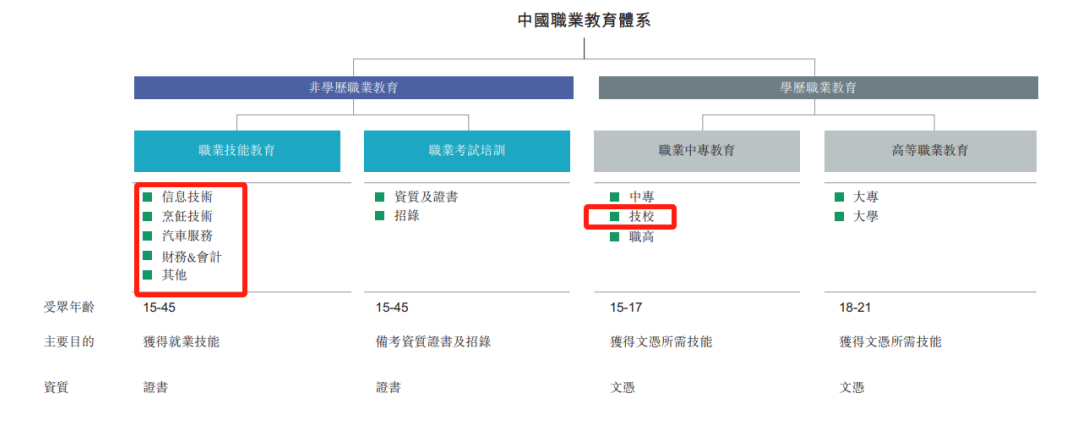 中國職業教育體系
非學歷職業教育
學歷職業教育
職業技能教育
職業考試培訓
職業中專教育
高等職業教育
信息技術
烹飪技術
汽車服務
財務&會計
其他
資質及證書
招錄
中專
技校
職高
大專
大學
受眾年齡 15-45 15-45 15-17 18-21
主要目的 獲得就業技能 備考資質證書及招錄 獲得文憑所需技能 獲得文憑所需技能
資質 證書 證書 文憑 文憑